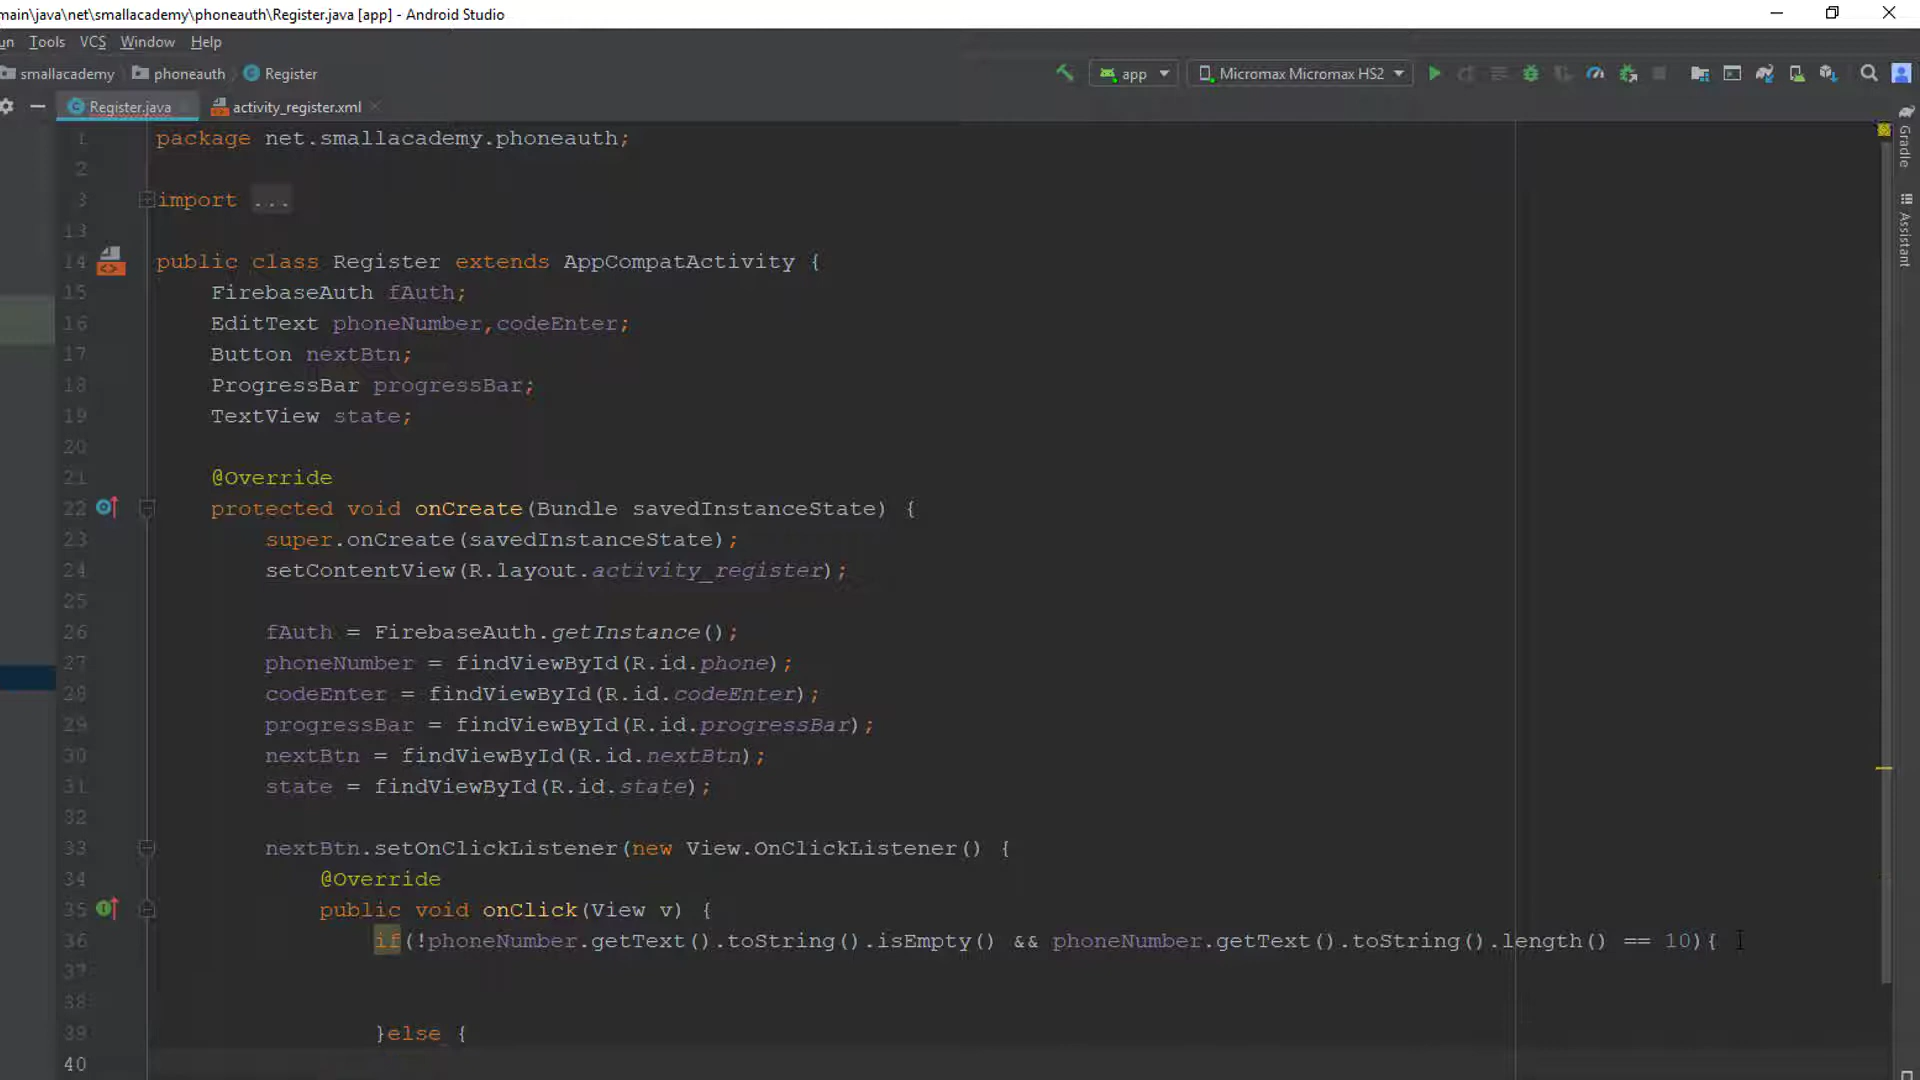 main\java\net\smallacademy\phoneauth\Register.java [app] - Android Studio
un Tools VCS Window Help
smallacademy phoneauth Register app Micromax Micromax HS2
Register.java activity_register.xml
1 package net.smallacademy.phoneauth;
2
3 import ...
13
14 public class Register extends AppCompatActivity {
15 FirebaseAuth fAuth;
16 EditText phoneNumber,codeEnter;
17 Button nextBtn;
18 ProgressBar progressBar;
19 TextView state;
20
21 @Override
22 protected void onCreate(Bundle savedInstanceState) {
23 super.onCreate(savedInstanceState);
24 setContentView(R.layout.activity_register);
25
26 fAuth = FirebaseAuth.getInstance();
27 phoneNumber = findViewById(R.id.phone);
28 codeEnter = findViewById(R.id.codeEnter);
29 progressBar = findViewById(R.id.progressBar);
30 nextBtn = findViewById(R.id.nextBtn);
31 state = findViewById(R.id.state);
32
33 nextBtn.setOnClickListener(new View.OnClickListener() {
34 @Override
35 public void onClick(View v) {
36 if(!phoneNumber.getText().toString().isEmpty() && phoneNumber.getText().toString().length() == 10){
37
38
39 }else {
40
Gradle
Assistant